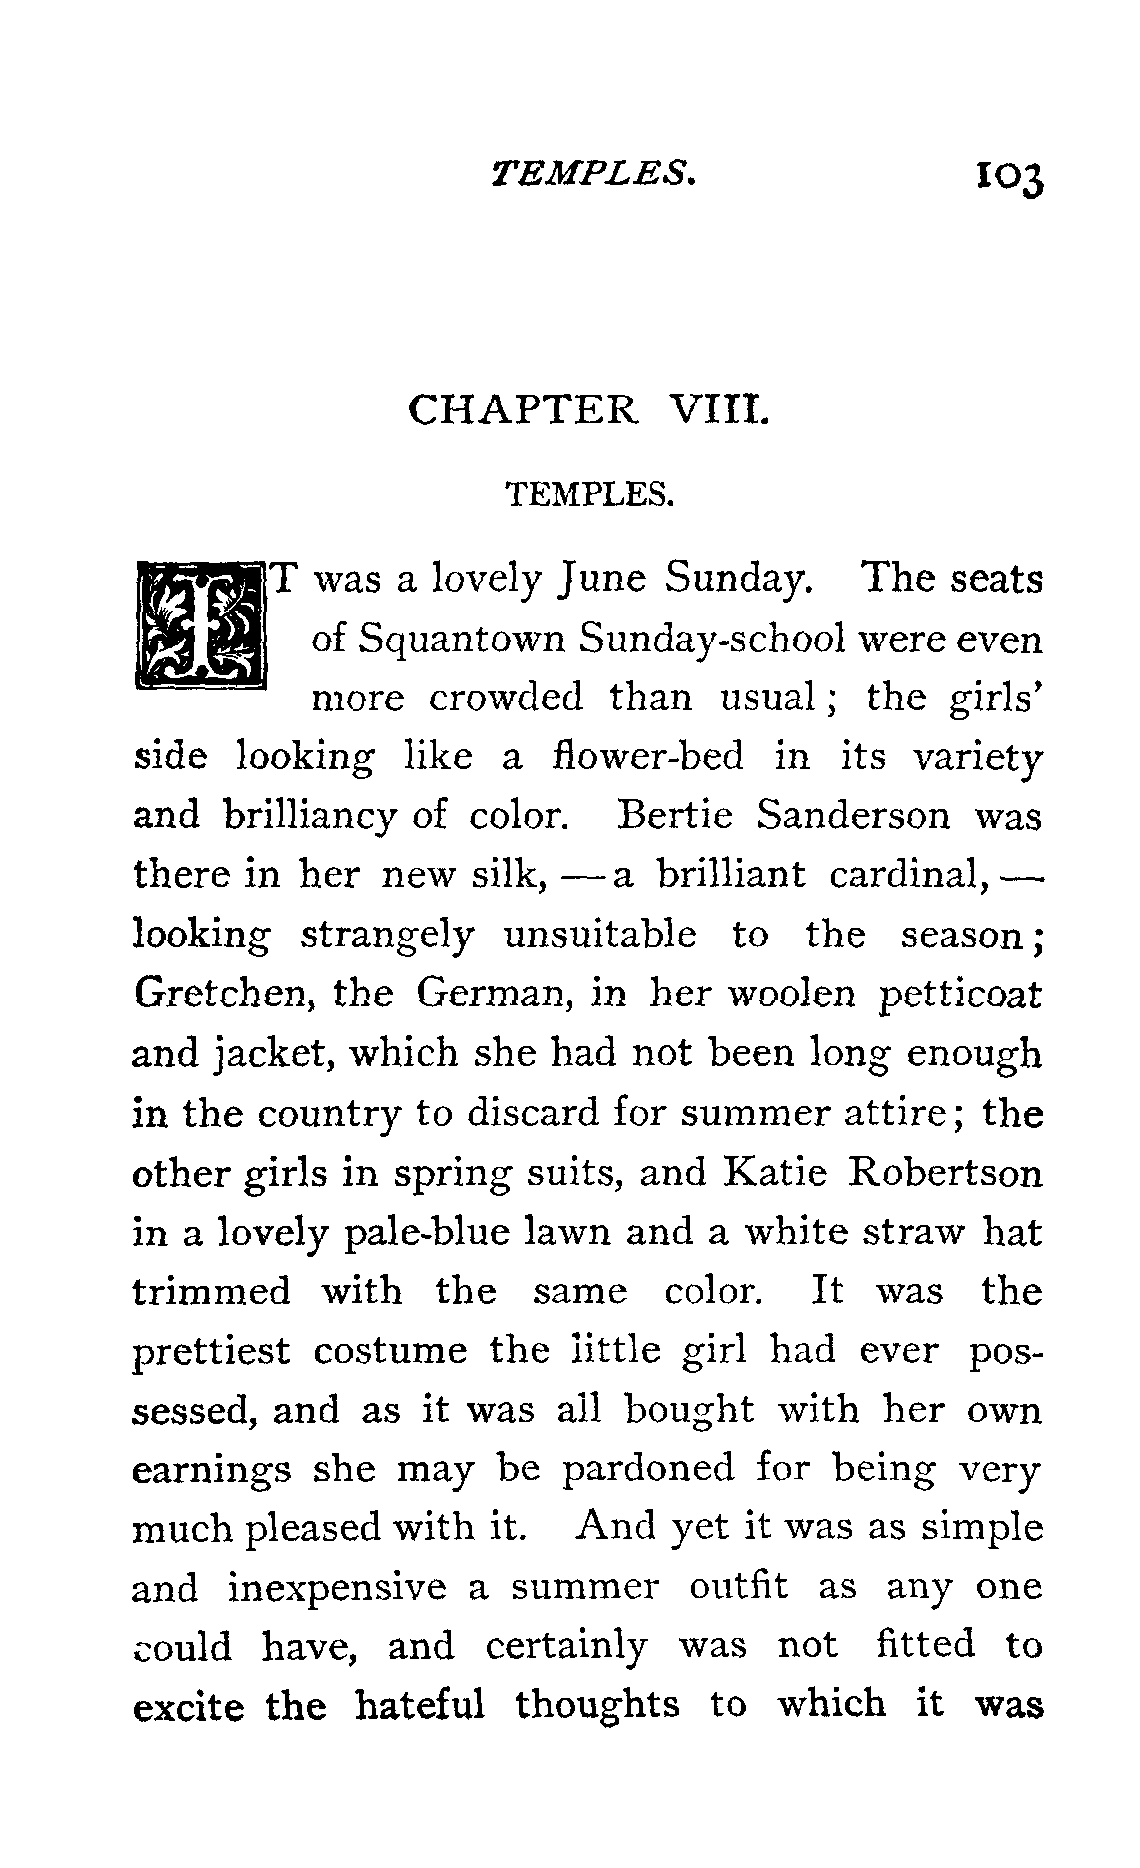 TEMPLES. 103
CHAPTER VIII.
TEMPLES.
IT was a lovely June Sunday. The seats
of Squantown Sunday-school were even
more crowded than usual; the girls'
side looking like a flower-bed in its variety
and brilliancy of color. Bertie Sanderson was
there in her new silk, — a brilliant cardinal, —
looking strangely unsuitable to the season;
Gretchen, the German, in her woolen petticoat
and jacket, which she had not been long enough
in the country to discard for summer attire; the
other girls in spring suits, and Katie Robertson
in a lovely pale-blue lawn and a white straw hat
trimmed with the same color. It was the
prettiest costume the little girl had ever pos-
sessed, and as it was all bought with her own
earnings she may be pardoned for being very
much pleased with it. And yet it was as simple
and inexpensive a summer outfit as any one
could have, and certainly was not fitted to
excite the hateful thoughts to which it was